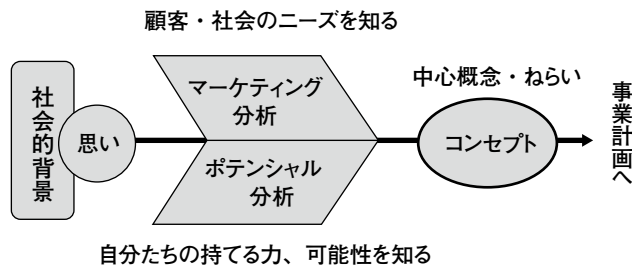 顧客・社会のニーズを知る
社会的背景
思い
マーケティング
分析
ポテンシャル
分析
中心概念・ねらい
コンセプト
事業計画へ
自分たちの持てる力、可能性を知る